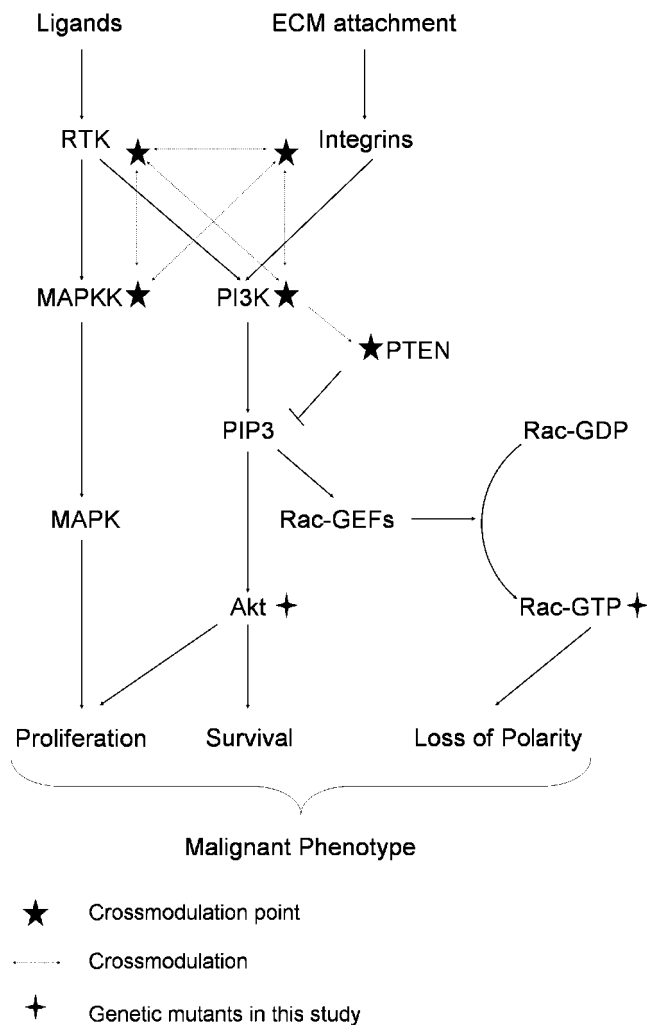 Ligands
ECM attachment
RTK
Integrins
MAPKK
PI3K
PTEN
PIP3
Rac-GDP
MAPK
Rac-GEFs
Akt
Rac-GTP
Proliferation
Survival
Loss of Polarity
Malignant Phenotype
Crossmodulation point
Crossmodulation
Genetic mutants in this study